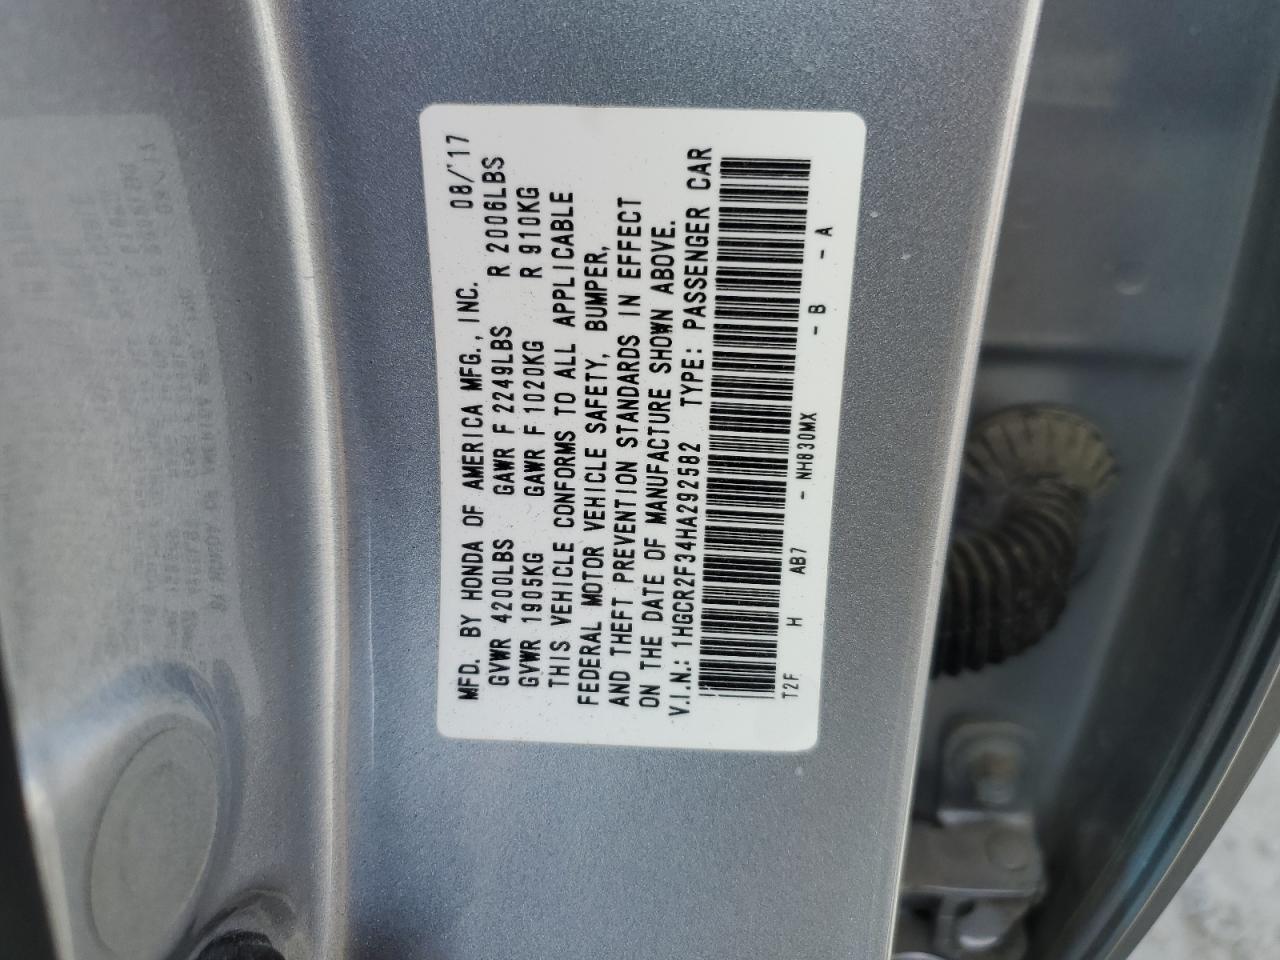 MFD. BY HONDA OF AMERICA MFG., INC. 08/'17
GVWR 4200LBS GAWR F 2249LBS R 2006LBS
GVWR 1905KG GAWR F 1020KG R 910KG
THIS VEHICLE CONFORMS TO ALL APPLICABLE
FEDERAL MOTOR VEHICLE SAFETY, BUMPER,
AND THEFT PREVENTION STANDARDS IN EFFECT
ON THE DATE OF MANUFACTURE SHOWN ABOVE.
V.I.N.: 1HGCR2F34HA292582 TYPE: PASSENGER CAR
T2F H AB7 - NH830MX - B - A